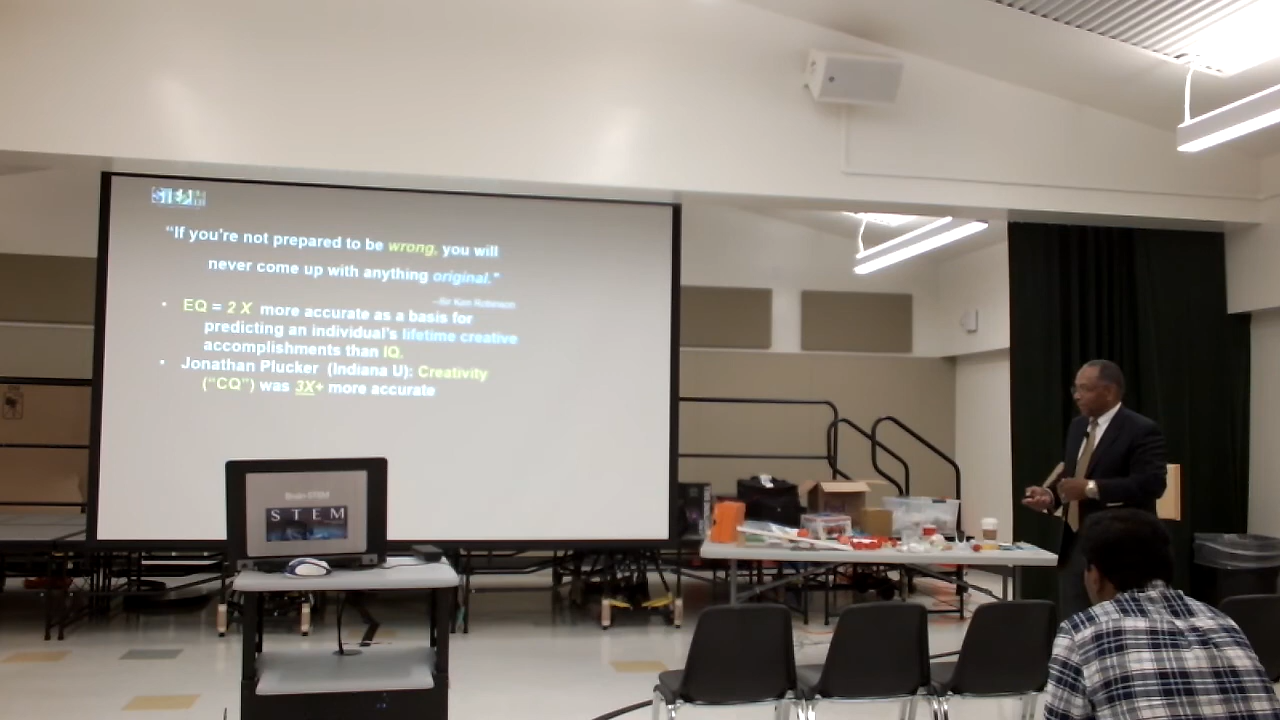 STEM
"If you're not prepared to be wrong, you will
never come up with anything original."
--Sir Ken Robinson
• EQ = 2 X more accurate as a basis for
predicting an individual's lifetime creative
accomplishments than IQ.
• Jonathan Plucker (Indiana U): Creativity
("CQ") was 3X+ more accurate
Brain-STEM
STEM